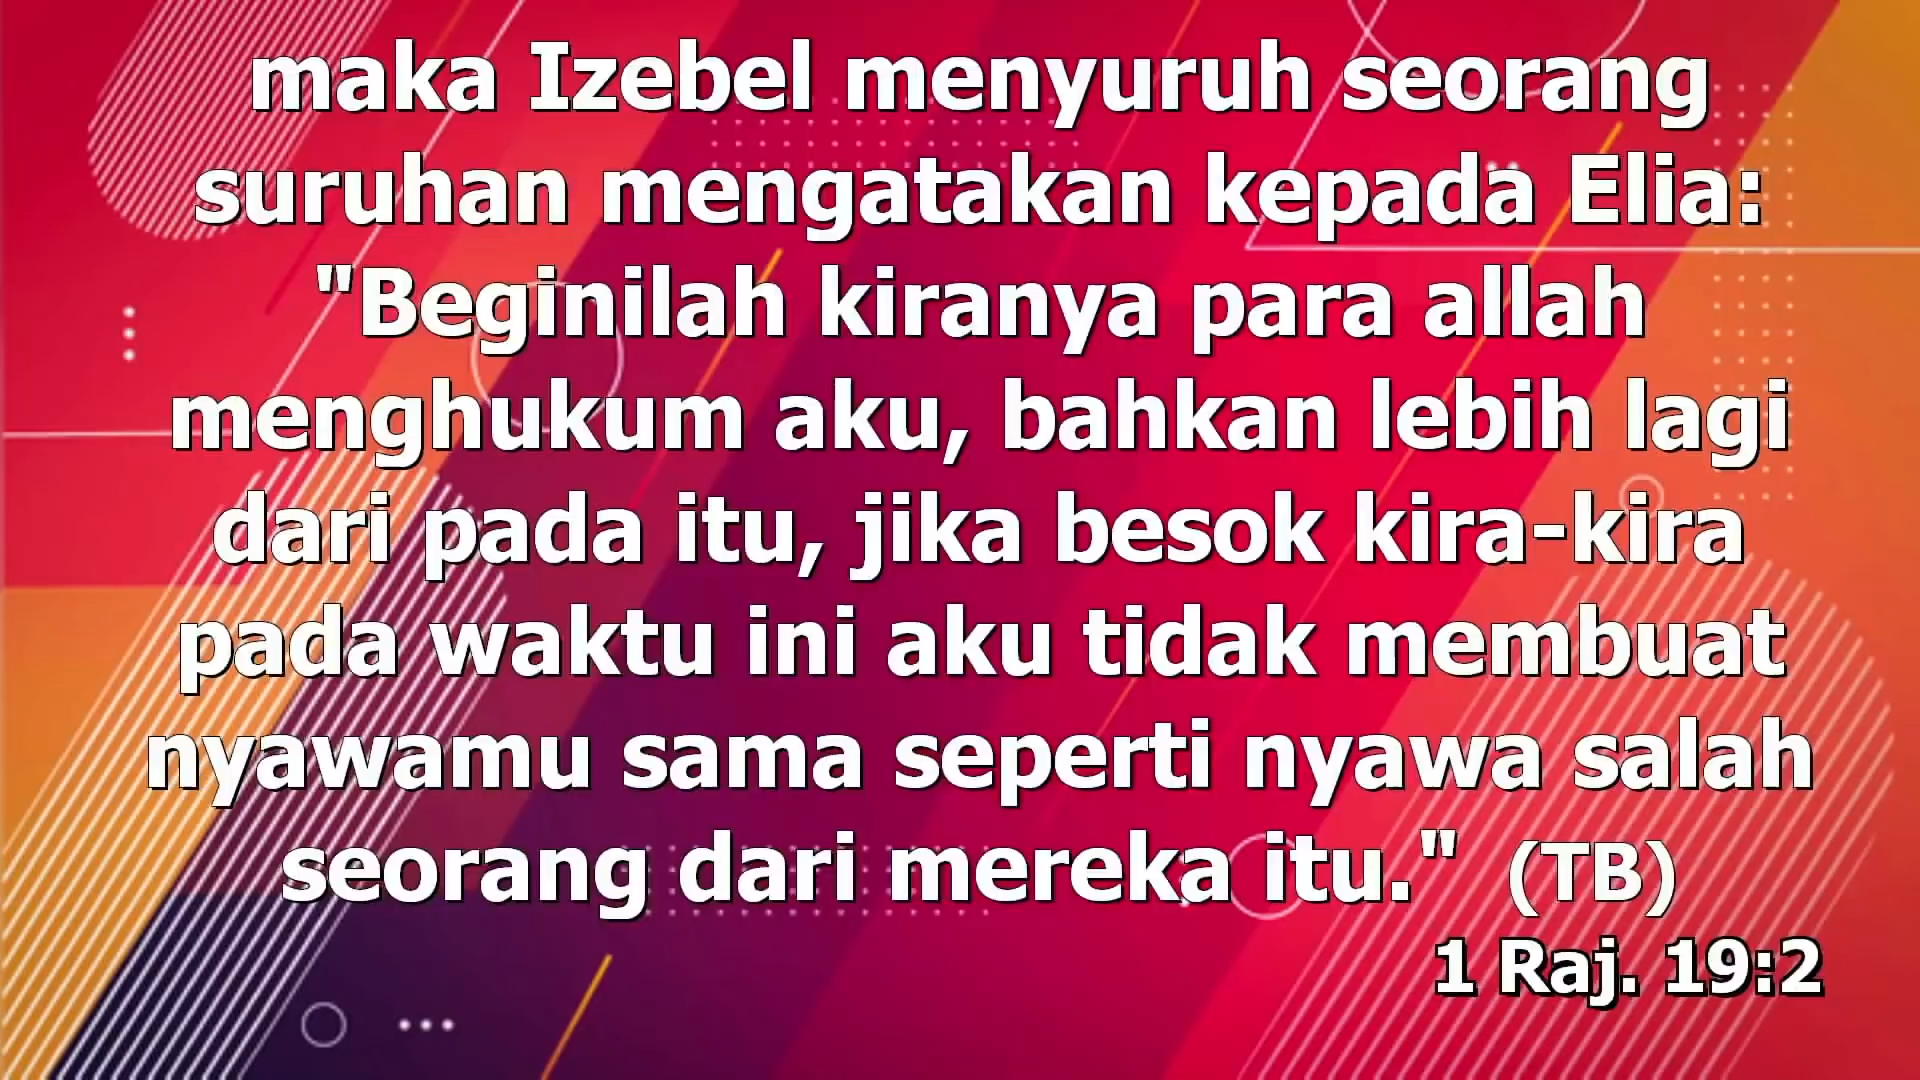 maka Izebel menyuruh seorang
suruhan mengatakan kepada Elia:
"Beginilah kiranya para allah
menghukum aku, bahkan lebih lagi
dari pada itu, jika besok kira-kira
pada waktu ini aku tidak membuat
nyawamu sama seperti nyawa salah
seorang dari mereka itu." (TB)
1 Raj. 19:2